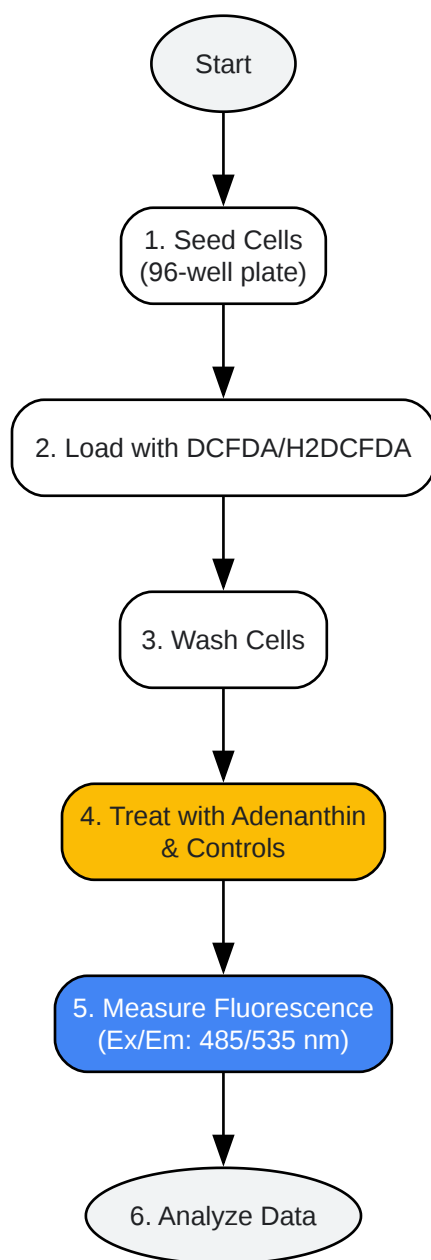 Start
1. Seed Cells
(96-well plate)
2. Load with DCFDA/H2DCFDA
3. Wash Cells
4. Treat with Adenanthin
& Controls
5. Measure Fluorescence
(Ex/Em: 485/535 nm)
6. Analyze Data